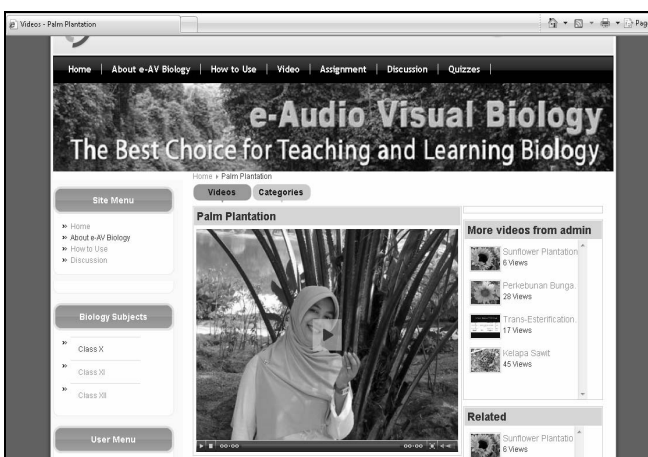 Videos - Palm Plantation
Page
Home | About e-AV Biology | How to Use | Video | Assignment | Discussion | Quizzes |
e-Audio Visual Biology
The Best Choice for Teaching and Learning Biology
Home › Palm Plantation
Videos Categories
Site Menu
» Home
» About e-AV Biology
» How to Use
» Discussion
Biology Subjects
» Class X
» Class XI
» Class XII
User Menu
Palm Plantation
00:00 00:00
More videos from admin
Sunflower Plantation
6 Views
Perkebunan Bunga.
28 Views
Trans-Esterification.
17 Views
Kelapa Sawit
45 Views
Related
Sunflower Plantatio
6 Views